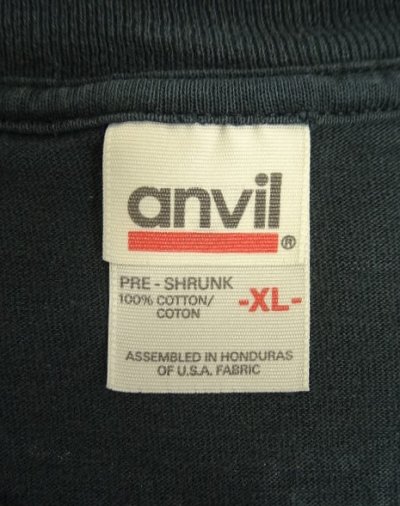 anvil
®
PRE - SHRUNK
100% COTTON/
COTON
-XL-
ASSEMBLED IN HONDURAS
OF U.S.A. FABRIC